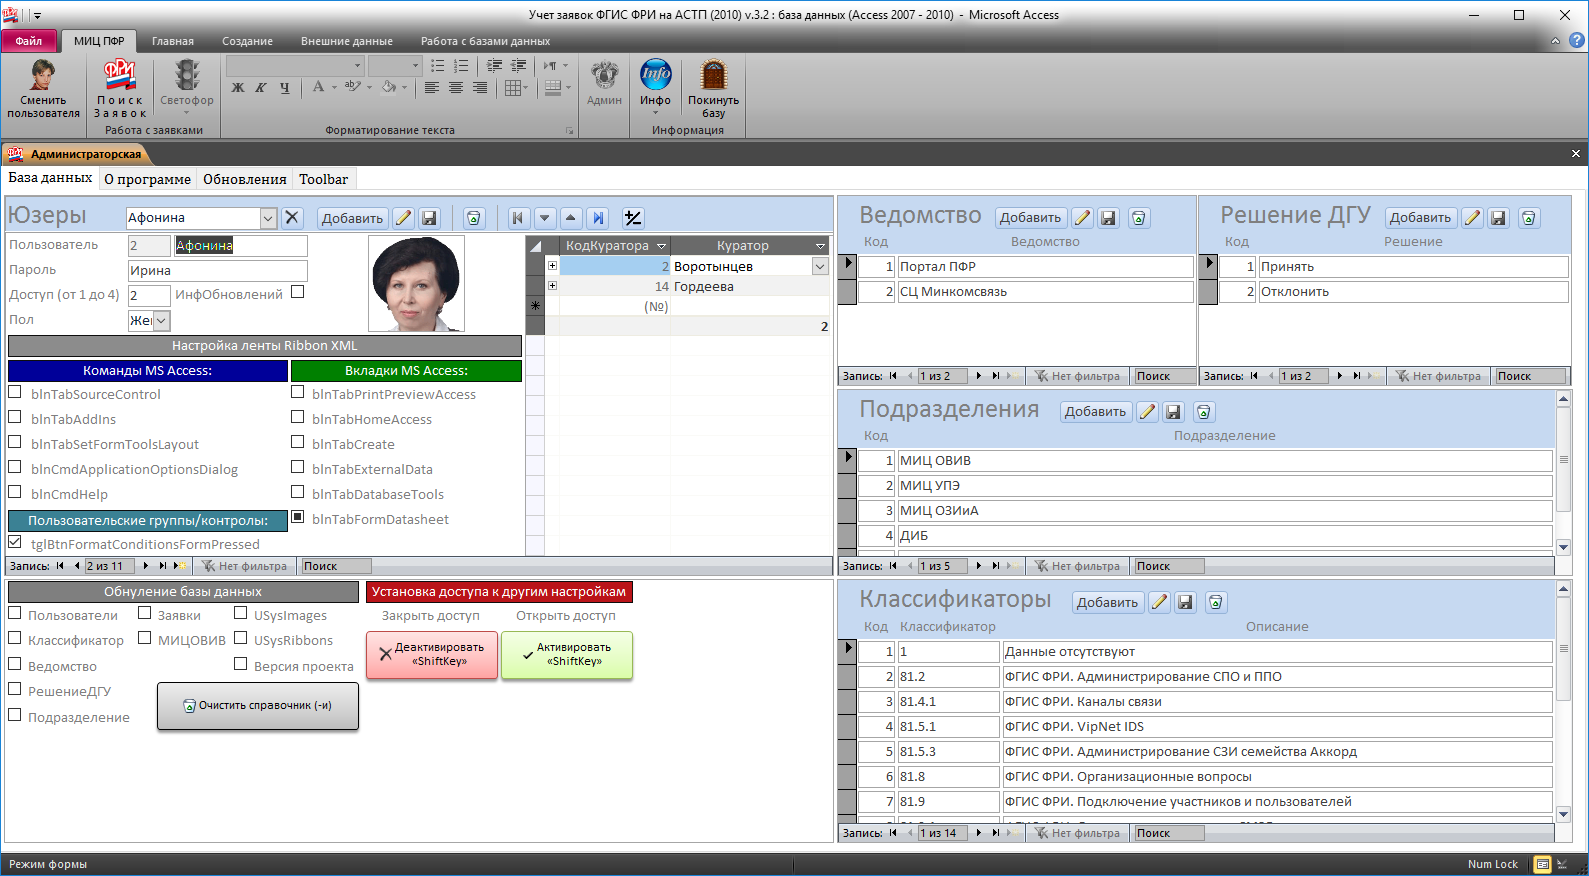 Учет заявок ФГИС ФРИ на АСТП (2010) v.3.2 : база данных (Access 2007 - 2010) - Microsoft Access
Файл МИЦ ПФР Главная Создание Внешние данные Работа с базами данных
Сменить пользователя
Поиск Заявок
Светофор
Работа с заявками
Ж К Ч
Форматирование текста
Админ
Инфо
Покинуть базу
Информация
Администраторская
База данных О программе Обновления Toolbar
Юзеры Афонина Добавить
Пользователь 2 Афонина
Пароль Ирина
Доступ (от 1 до 4) 2 ИнфОбновлений
Пол Же
КодКуратора Куратор
2 Воротынцев
14 Гордеева
(№)
2
Настройка ленты Ribbon XML
Команды MS Access: Вкладки MS Access:
blnTabSourceControl blnTabPrintPreviewAccess
blnTabAddIns blnTabHomeAccess
blnTabSetFormToolsLayout blnTabCreate
blnCmdApplicationOptionsDialog blnTabExternalData
blnCmdHelp blnTabDatabaseTools
Пользовательские группы/контролы: blnTabFormDatasheet
tglBtnFormatConditionsFormPressed
Запись: 2 из 11 Нет фильтра Поиск
Обнуление базы данных
Пользователи Заявки USysImages
Классификатор МИЦОВИВ USysRibbons
Ведомство Версия проекта
РешениеДГУ
Подразделение
Очистить справочник (-и)
Установка доступа к другим настройкам
Закрыть доступ Открыть доступ
Деактивировать «ShiftKey»
Активировать «ShiftKey»
Ведомство Добавить
Код Ведомство
1 Портал ПФР
2 СЦ Минкомсвязь
Запись: 1 из 2 Нет фильтра Поиск
Решение ДГУ Добавить
Код Решение
1 Принять
2 Отклонить
Запись: 1 из 2 Нет фильтра Поиск
Подразделения Добавить
Код Подразделение
1 МИЦ ОВИВ
2 МИЦ УПЭ
3 МИЦ ОЗИиА
4 ДИБ
Запись: 1 из 5 Нет фильтра Поиск
Классификаторы Добавить
Код Классификатор Описание
1 1 Данные отсутствуют
2 81.2 ФГИС ФРИ. Администрирование СПО и ППО
3 81.4.1 ФГИС ФРИ. Каналы связи
4 81.5.1 ФГИС ФРИ. VipNet IDS
5 81.5.3 ФГИС ФРИ. Администрирование СЗИ семейства Аккорд
6 81.8 ФГИС ФРИ. Организационные вопросы
7 81.9 ФГИС ФРИ. Подключение участников и пользователей
Запись: 1 из 14 Нет фильтра Поиск
Режим формы Num Lock